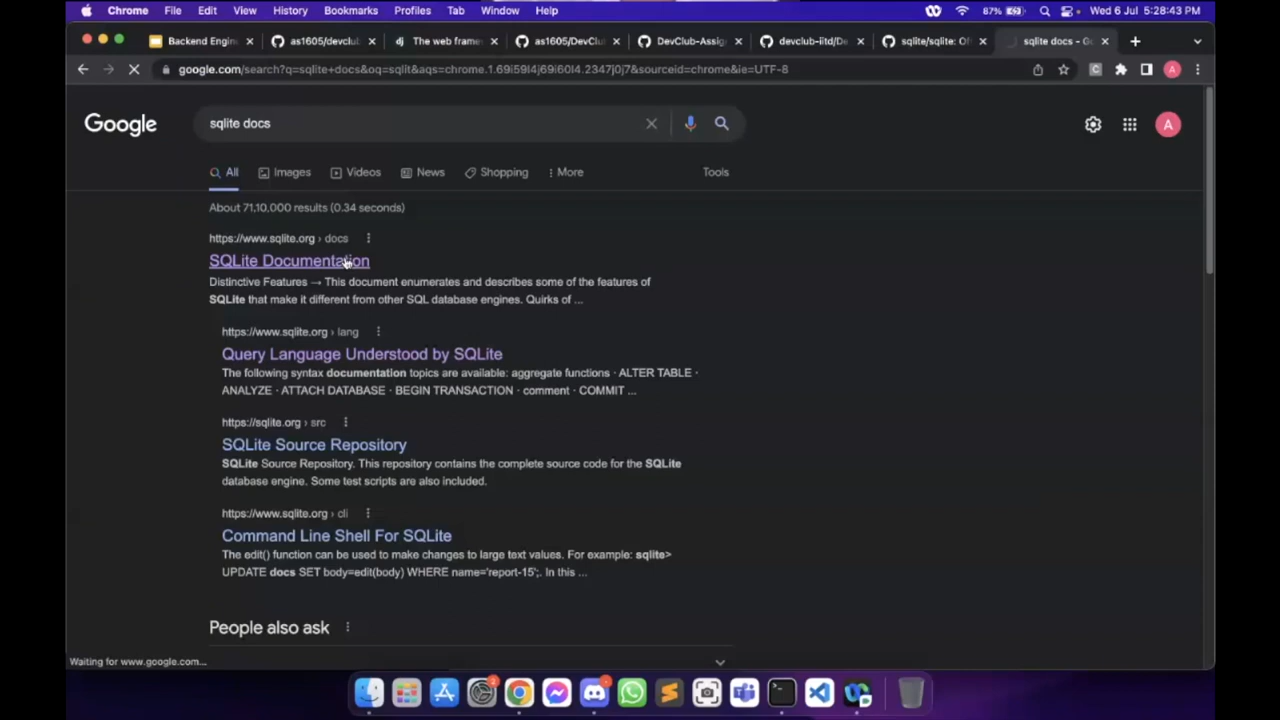 Chrome File Edit View History Bookmarks Profiles Tab Window Help 87% Wed 6 Jul 5:28:43 PM
Backend Engin as1605/devclub The web frame as1605/DevClu DevClub-Assig devclub-iitd/De sqlite/sqlite: Of sqlite docs - Go
google.com/search?q=sqlite+docs&oq=sqlit&aqs=chrome.1.69i59l4j69i60l4.2347j0j7&sourceid=chrome&ie=UTF-8 C A
Google sqlite docs A
All Images Videos News Shopping More Tools
About 71,10,000 results (0.34 seconds)
https://www.sqlite.org › docs
SQLite Documentation
Distinctive Features → This document enumerates and describes some of the features of
SQLite that make it different from other SQL database engines. Quirks of ...
https://www.sqlite.org › lang
Query Language Understood by SQLite
The following syntax documentation topics are available: aggregate functions · ALTER TABLE ·
ANALYZE · ATTACH DATABASE · BEGIN TRANSACTION · comment · COMMIT ...
https://sqlite.org › src
SQLite Source Repository
SQLite Source Repository. This repository contains the complete source code for the SQLite
database engine. Some test scripts are also included.
https://www.sqlite.org › cli
Command Line Shell For SQLite
The edit() function can be used to make changes to large text values. For example: sqlite>
UPDATE docs SET body=edit(body) WHERE name='report-15';. In this ...
People also ask
Waiting for www.google.com...